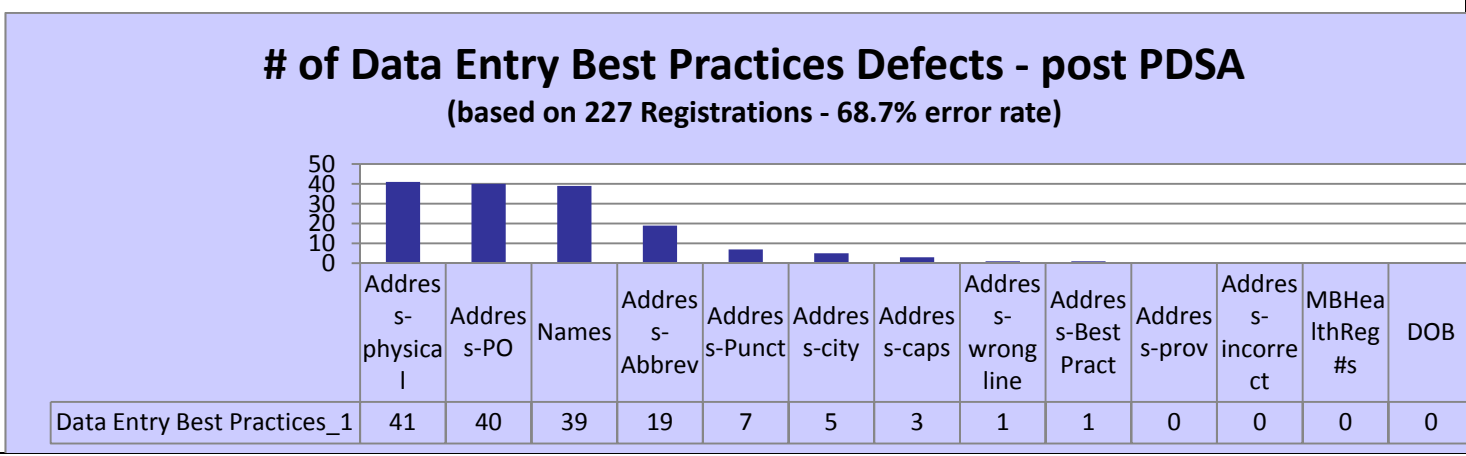 # of Data Entry Best Practices Defects - post PDSA
(based on 227 Registrations - 68.7% error rate)
50
40
30
20
10
0
Addres
s-
physica
l
Addres
s-PO
Names
Addres
s-
Abbrev
Addres
s-Punct
Addres
s-city
Addres
s-caps
Addres
s-
wrong
line
Addres
s-Best
Pract
Addres
s-prov
Addres
s-
incorre
ct
MBHea
lthReg
#s
DOB
Data Entry Best Practices_1 41 40 39 19 7 5 3 1 1 0 0 0 0